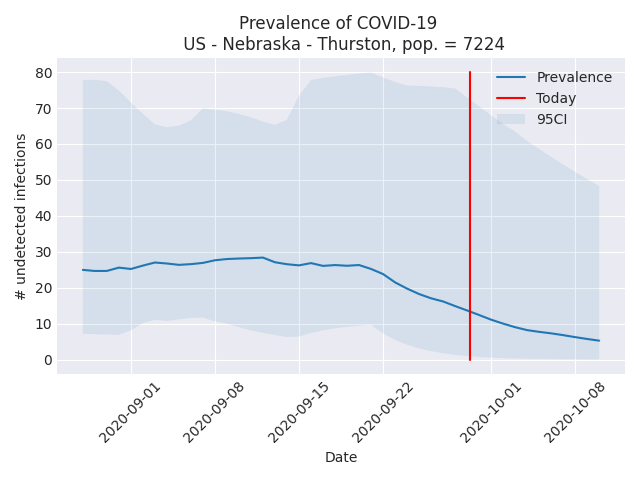 Prevalence of COVID-19
US - Nebraska - Thurston, pop. = 7224
80
70
60
50
40
30
20
10
0
# undetected infections
Prevalence
Today
95CI
2020-09-01
2020-09-08
2020-09-15
2020-09-22
2020-10-01
2020-10-08
Date